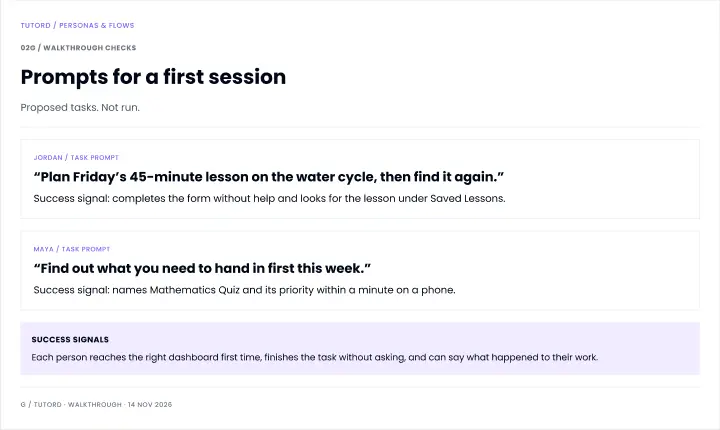 TUTORD / PERSONAS & FLOWS
02G / WALKTHROUGH CHECKS
Prompts for a first session
Proposed tasks. Not run.
JORDAN / TASK PROMPT
“Plan Friday’s 45-minute lesson on the water cycle, then find it again.”
Success signal: completes the form without help and looks for the lesson under Saved Lessons.
MAYA / TASK PROMPT
“Find out what you need to hand in first this week.”
Success signal: names Mathematics Quiz and its priority within a minute on a phone.
SUCCESS SIGNALS
Each person reaches the right dashboard first time, finishes the task without asking, and can say what happened to their work.
G / TUTORD · WALKTHROUGH · 14 NOV 2026